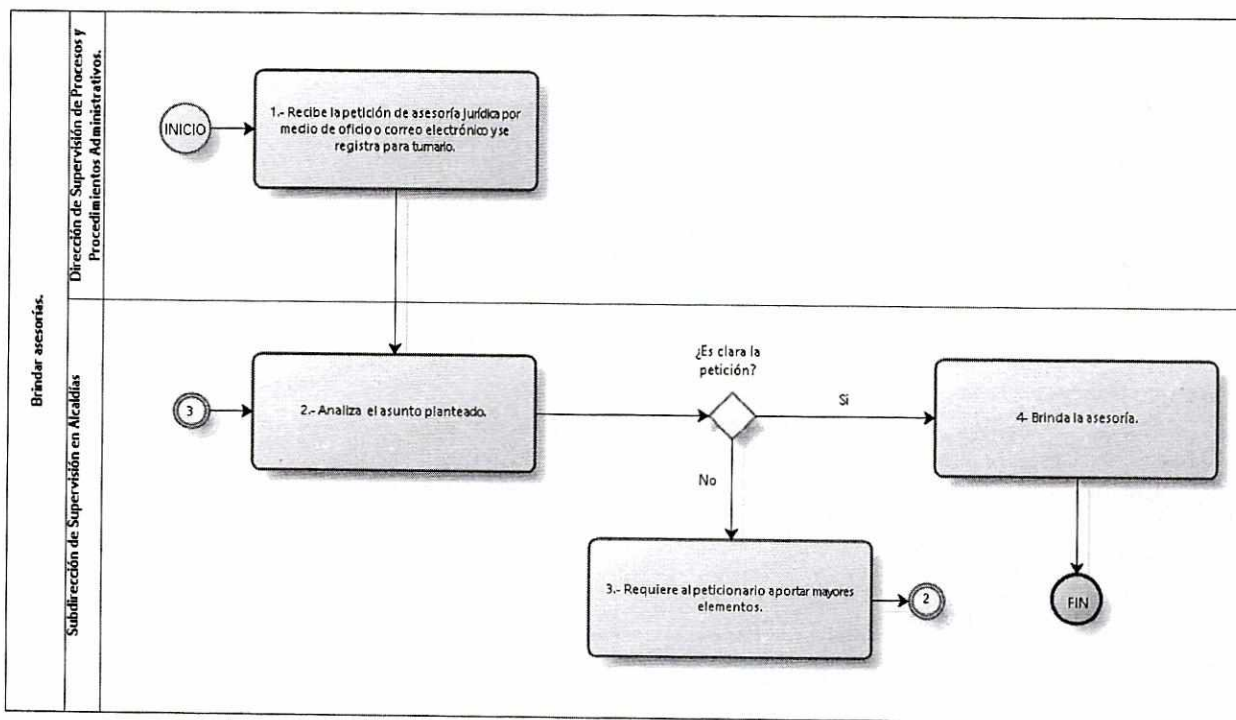 Brindar asesorías.
Dirección de Supervisión de Procesos y
Procedimientos Administrativos.
INICIO
1.- Recibe la petición de asesoría jurídica por
medio de oficio o correo electrónico y se
registra para turnarlo.
Subdirección de Supervisión en Alcaldías
3
2.- Analiza el asunto planteado.
¿Es clara la
petición?
Si
4- Brinda la asesoría.
No
3.- Requiere al peticionario aportar mayores
elementos.
2
FIN